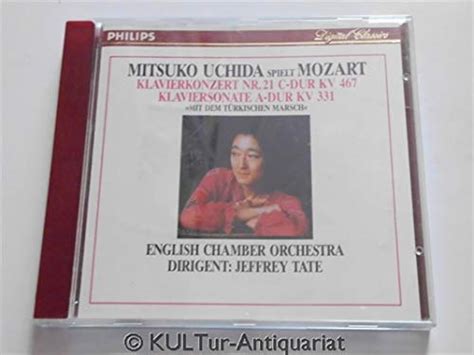 PHILIPS
Digital Classics
MITSUKO UCHIDA SPIELT MOZART
KLAVIERKONZERT NR. 21 C-DUR KV 467
KLAVIERSONATE A-DUR KV 331
»MIT DEM TÜRKISCHEN MARSCH«
ENGLISH CHAMBER ORCHESTRA
DIRIGENT: JEFFREY TATE
© KULTur-Antiquariat